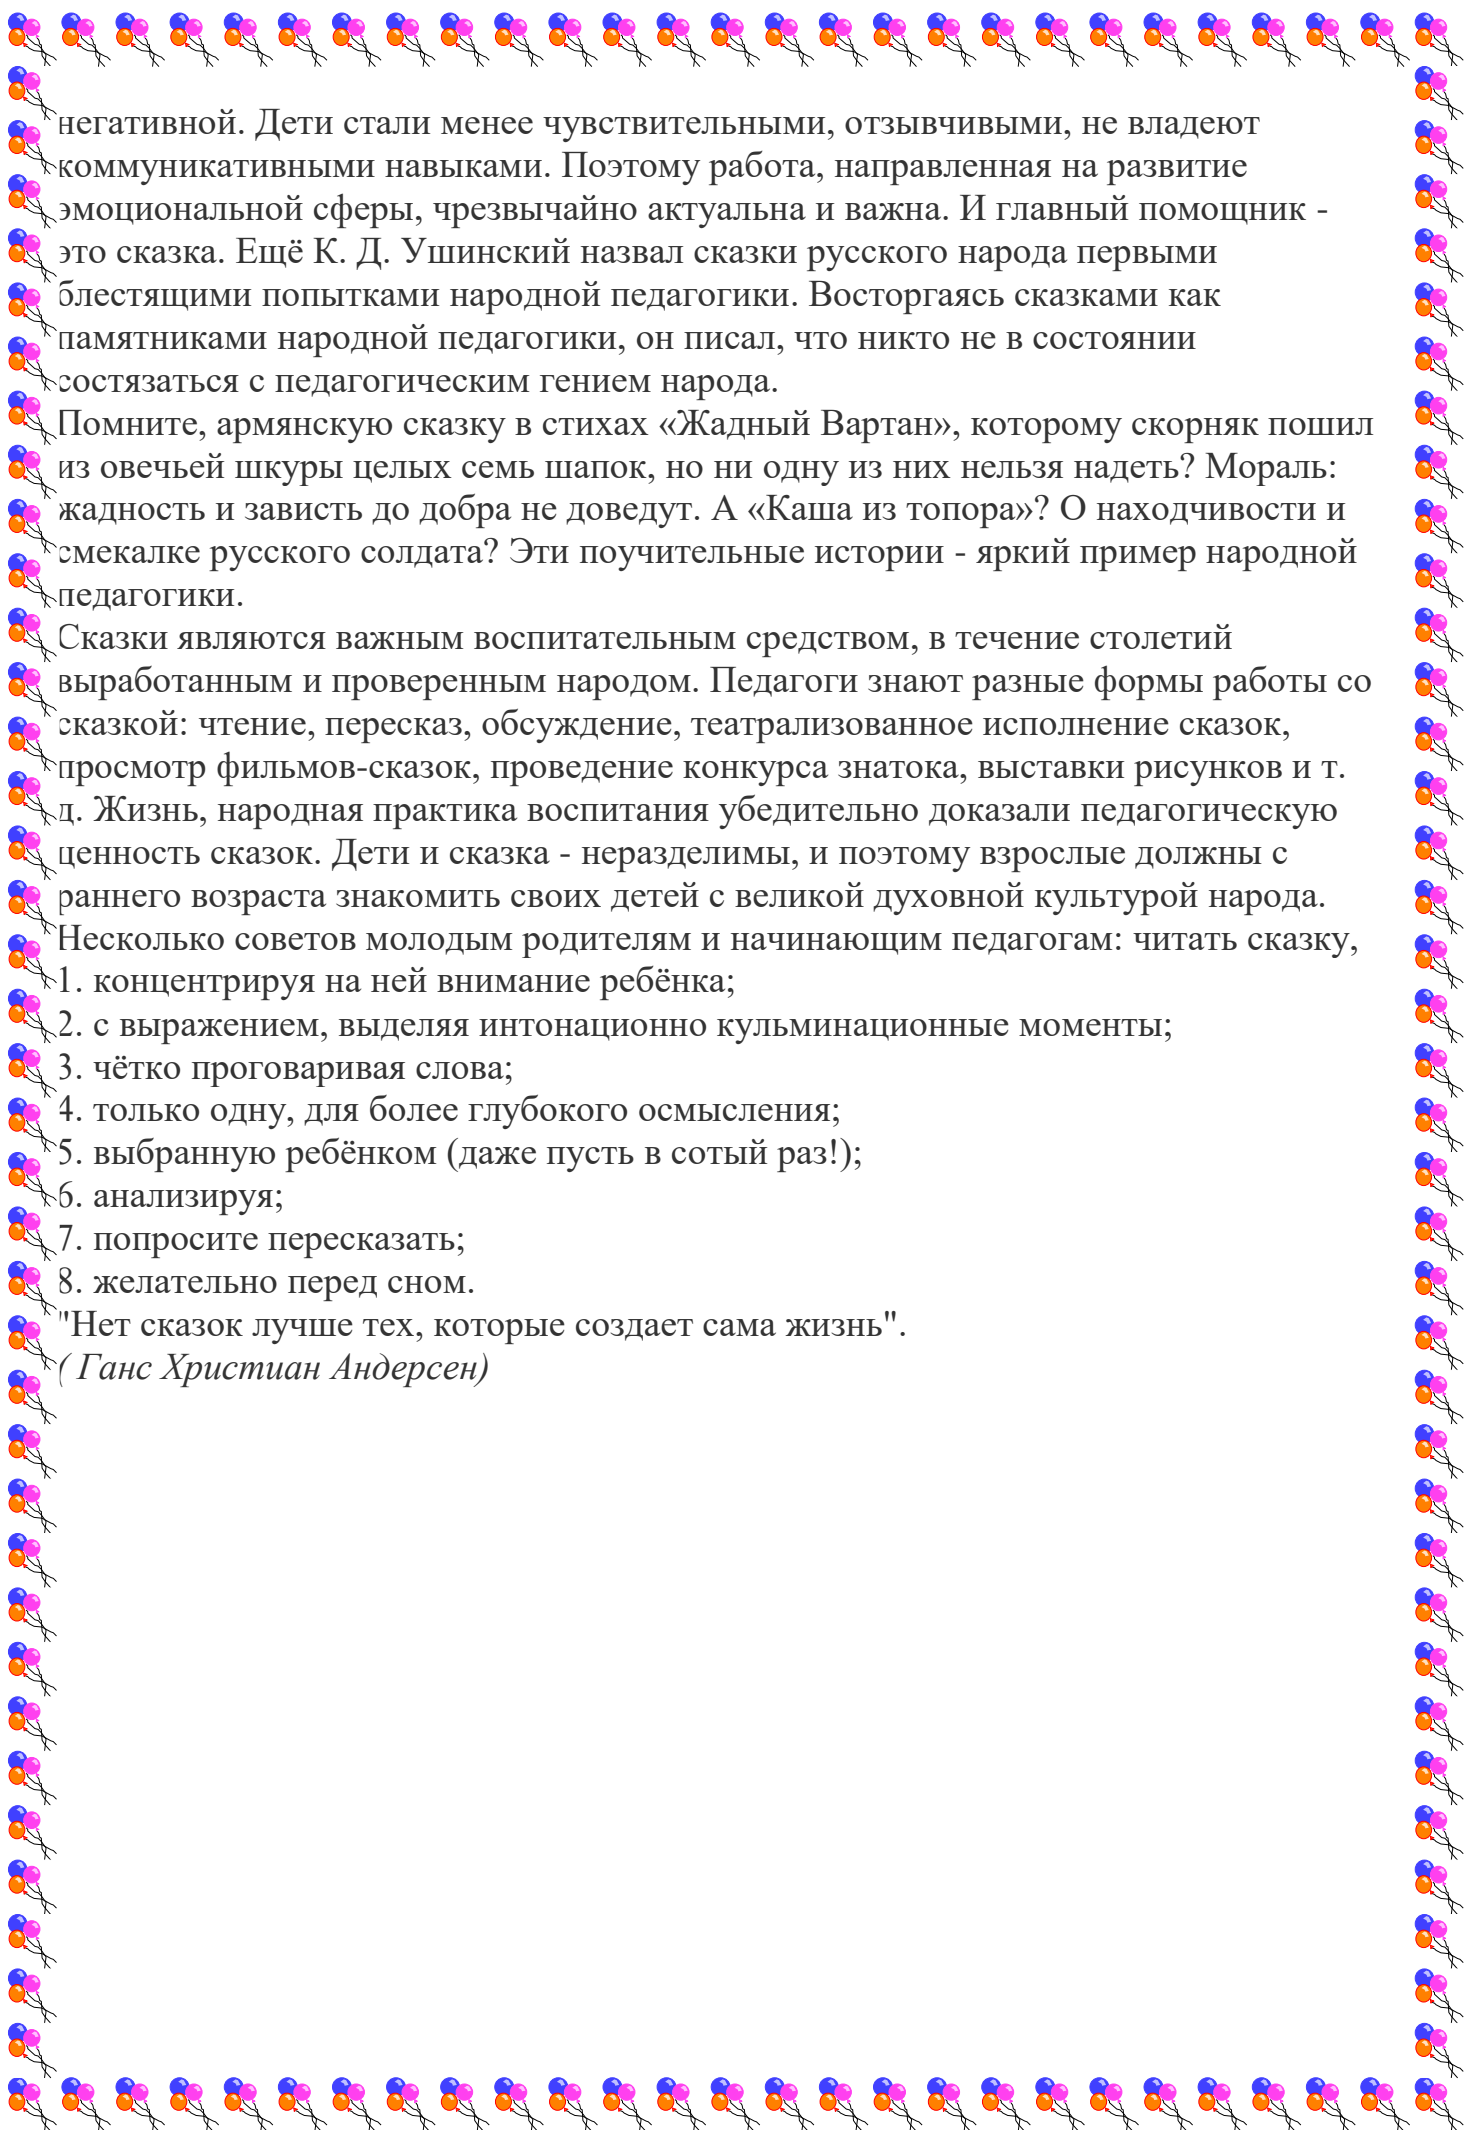 негативной. Дети стали менее чувствительными, отзывчивыми, не владеют
коммуникативными навыками. Поэтому работа, направленная на развитие
эмоциональной сферы, чрезвычайно актуальна и важна. И главный помощник -
это сказка. Ещё К. Д. Ушинский назвал сказки русского народа первыми
блестящими попытками народной педагогики. Восторгаясь сказками как
памятниками народной педагогики, он писал, что никто не в состоянии
состязаться с педагогическим гением народа.
Помните, армянскую сказку в стихах «Жадный Вартан», которому скорняк пошил
из овечьей шкуры целых семь шапок, но ни одну из них нельзя надеть? Мораль:
жадность и зависть до добра не доведут. А «Каша из топора»? О находчивости и
смекалке русского солдата? Эти поучительные истории - яркий пример народной
педагогики.
Сказки являются важным воспитательным средством, в течение столетий
выработанным и проверенным народом. Педагоги знают разные формы работы со
сказкой: чтение, пересказ, обсуждение, театрализованное исполнение сказок,
просмотр фильмов-сказок, проведение конкурса знатока, выставки рисунков и т.
д. Жизнь, народная практика воспитания убедительно доказали педагогическую
ценность сказок. Дети и сказка - неразделимы, и поэтому взрослые должны с
раннего возраста знакомить своих детей с великой духовной культурой народа.
Несколько советов молодым родителям и начинающим педагогам: читать сказку,
1. концентрируя на ней внимание ребёнка;
2. с выражением, выделяя интонационно кульминационные моменты;
3. чётко проговаривая слова;
4. только одну, для более глубокого осмысления;
5. выбранную ребёнком (даже пусть в сотый раз!);
6. анализируя;
7. попросите пересказать;
8. желательно перед сном.
"Нет сказок лучше тех, которые создает сама жизнь".
( Ганс Христиан Андерсен)